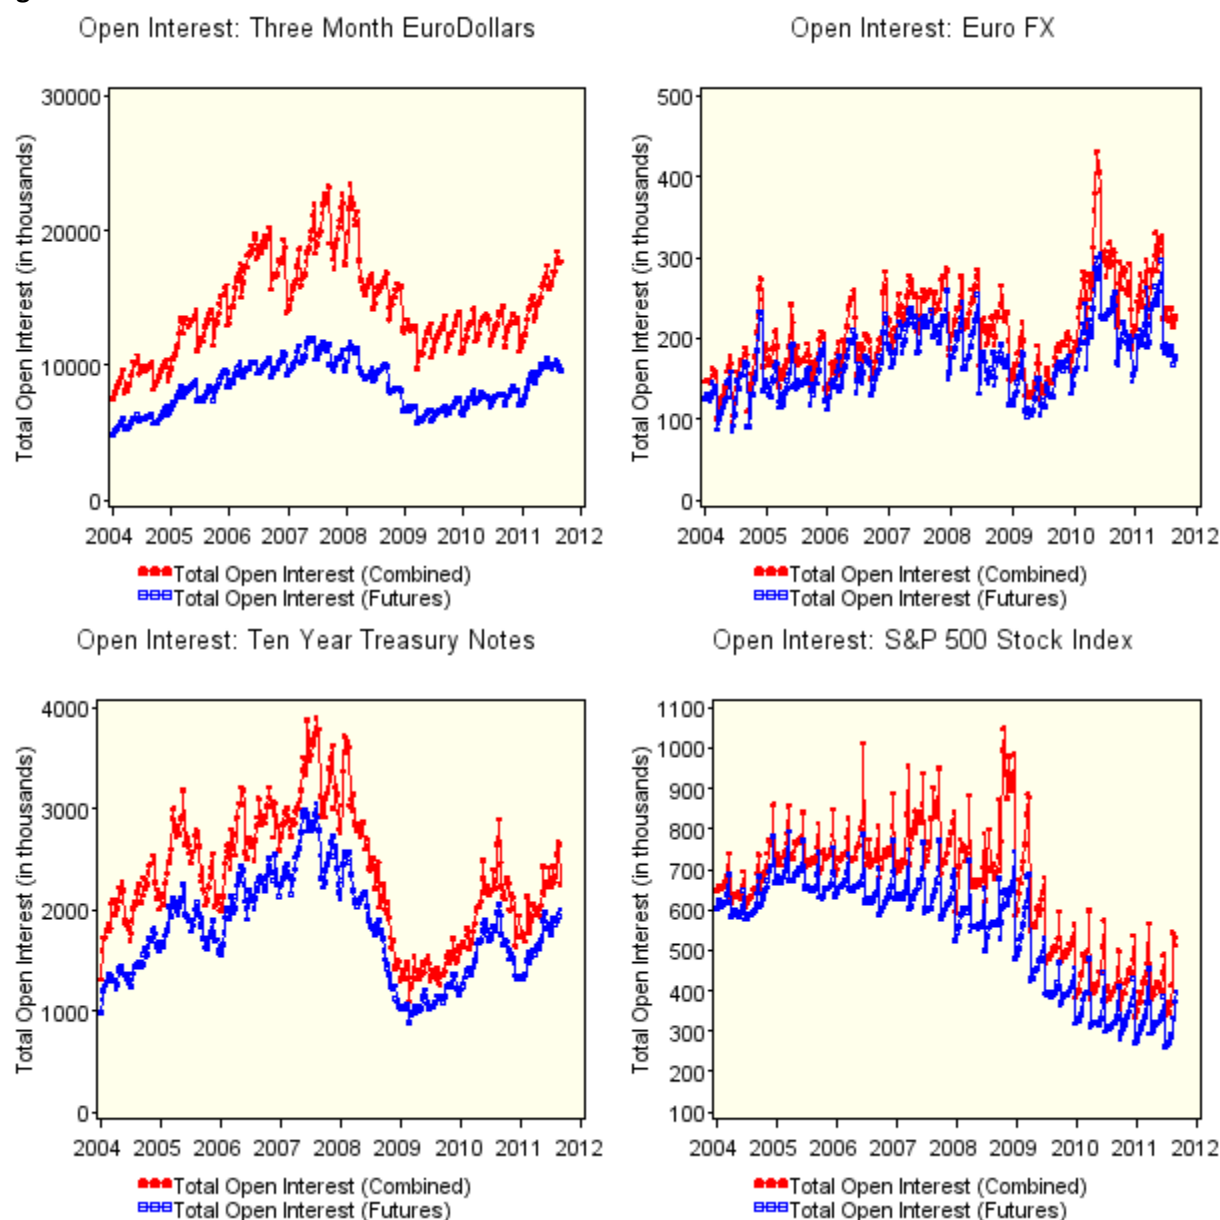 Open Interest: Three Month EuroDollars
Total Open Interest (in thousands)
30000
20000
10000
0
2004 2005 2006 2007 2008 2009 2010 2011 2012
Total Open Interest (Combined)
Total Open Interest (Futures)
Open Interest: Euro FX
Total Open Interest (in thousands)
500
400
300
200
100
0
2004 2005 2006 2007 2008 2009 2010 2011 2012
Total Open Interest (Combined)
Total Open Interest (Futures)
Open Interest: Ten Year Treasury Notes
Total Open Interest (in thousands)
4000
3000
2000
1000
0
2004 2005 2006 2007 2008 2009 2010 2011 2012
Total Open Interest (Combined)
Total Open Interest (Futures)
Open Interest: S&P 500 Stock Index
Total Open Interest (in thousands)
1100
1000
900
800
700
600
500
400
300
200
100
2004 2005 2006 2007 2008 2009 2010 2011 2012
Total Open Interest (Combined)
Total Open Interest (Futures)